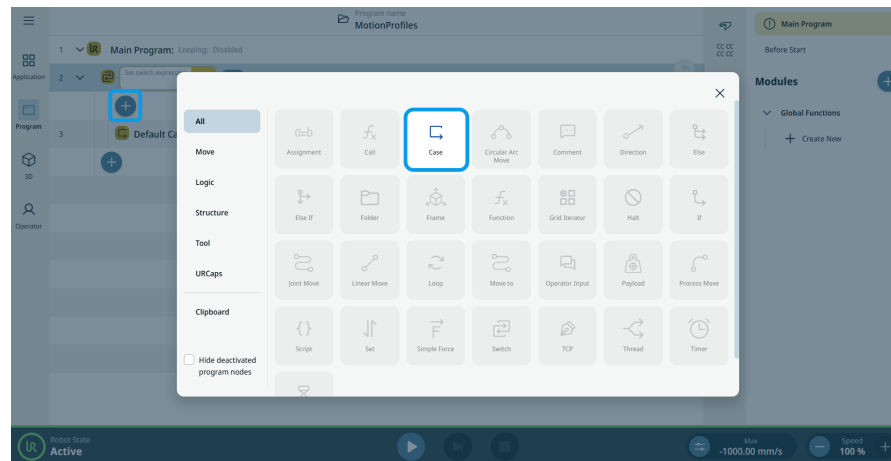 Program name
MotionProfiles
Main Program
CC CC
CC CC
1 Main Program: Looping: Disabled
Before Start
Application
2 Set switch express
Modules
All
Global Functions
Program
3 Default Ca
Create New
Move
Assignment Call Case Circular Arc Move Comment Direction Else
3D
Logic
Operator
Structure
Else If Folder Frame Function Grid Iterator Halt If
Tool
URCaps
Joint Move Linear Move Loop Move to Operator Input Payload Process Move
Clipboard
Script Set Simple Force Switch TCP Thread Timer
Hide deactivated
program nodes
Robot State
Active
Max
-1000.00 mm/s
Speed
100 %